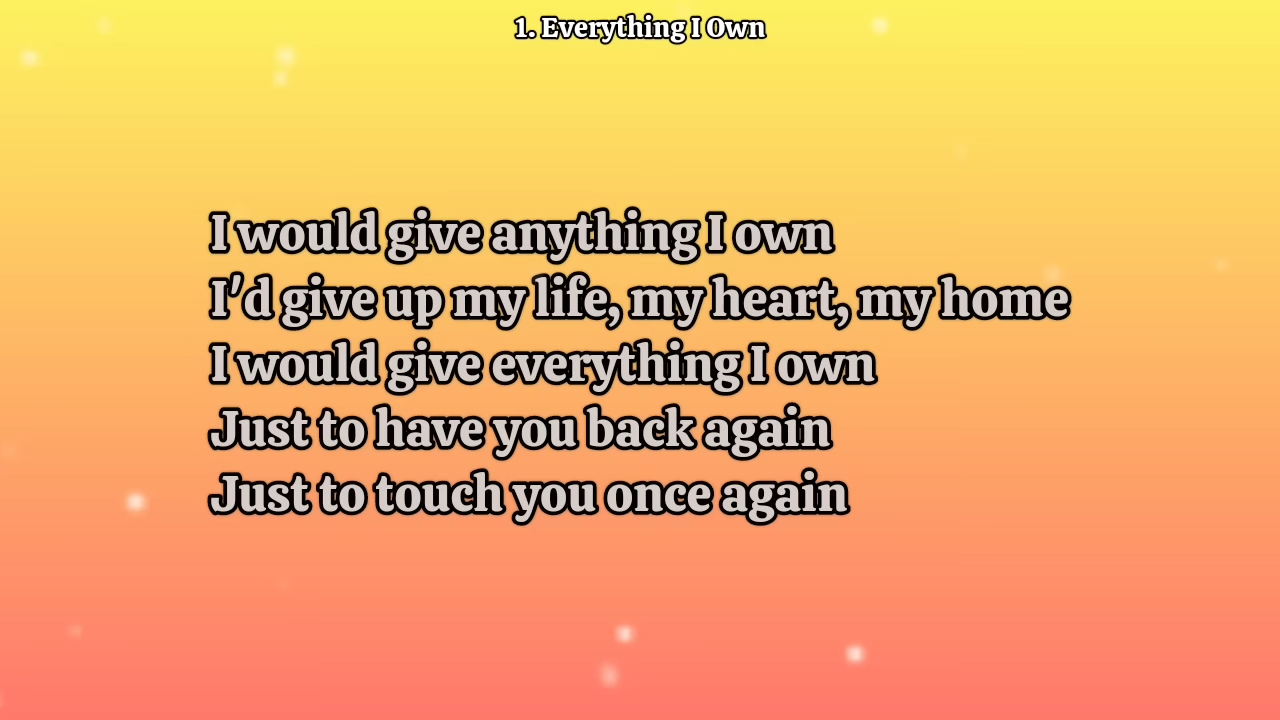 1. Everything I Own
I would give anything I own
I'd give up my life, my heart, my home
I would give everything I own
Just to have you back again
Just to touch you once again